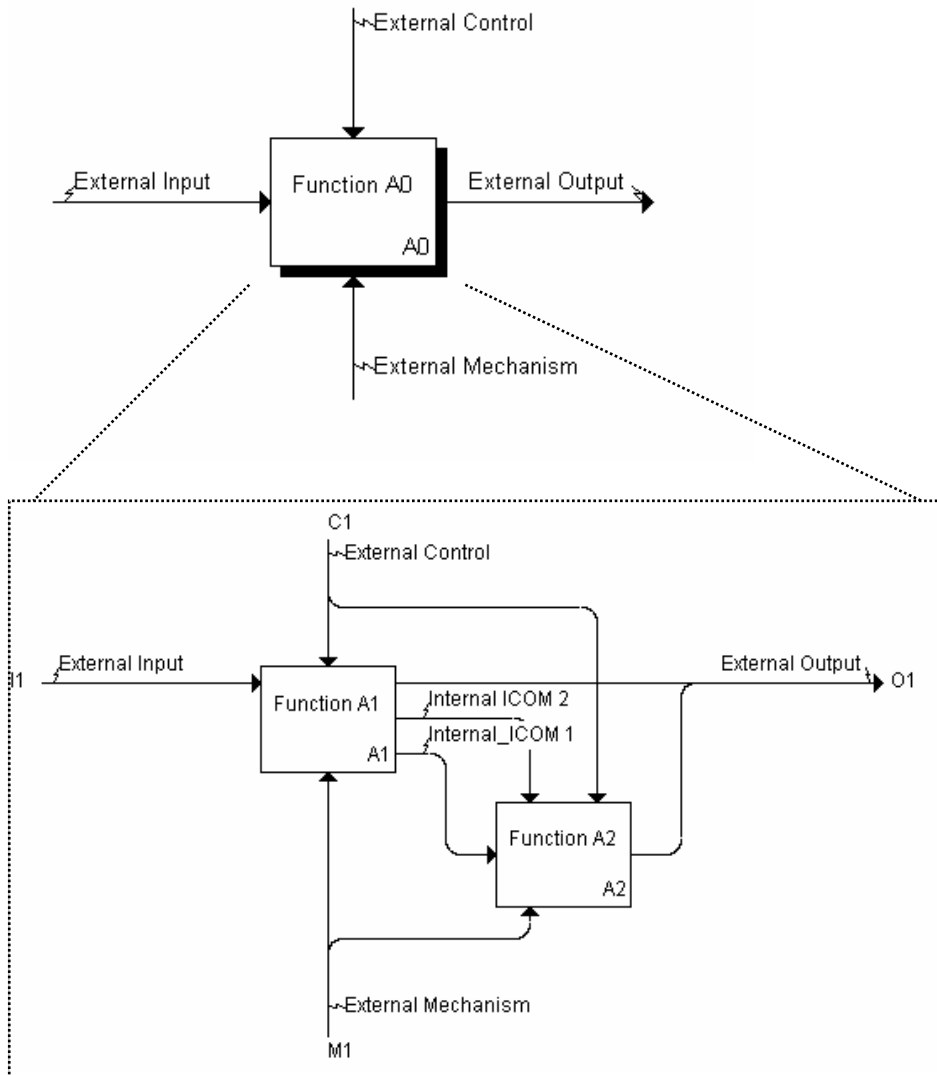 External Control
External Input
Function A0
External Output
A0
External Mechanism
C1
External Control
I1
External Input
External Output
O1
Function A1
Internal ICOM 2
Internal_ICOM 1
A1
Function A2
A2
External Mechanism
M1